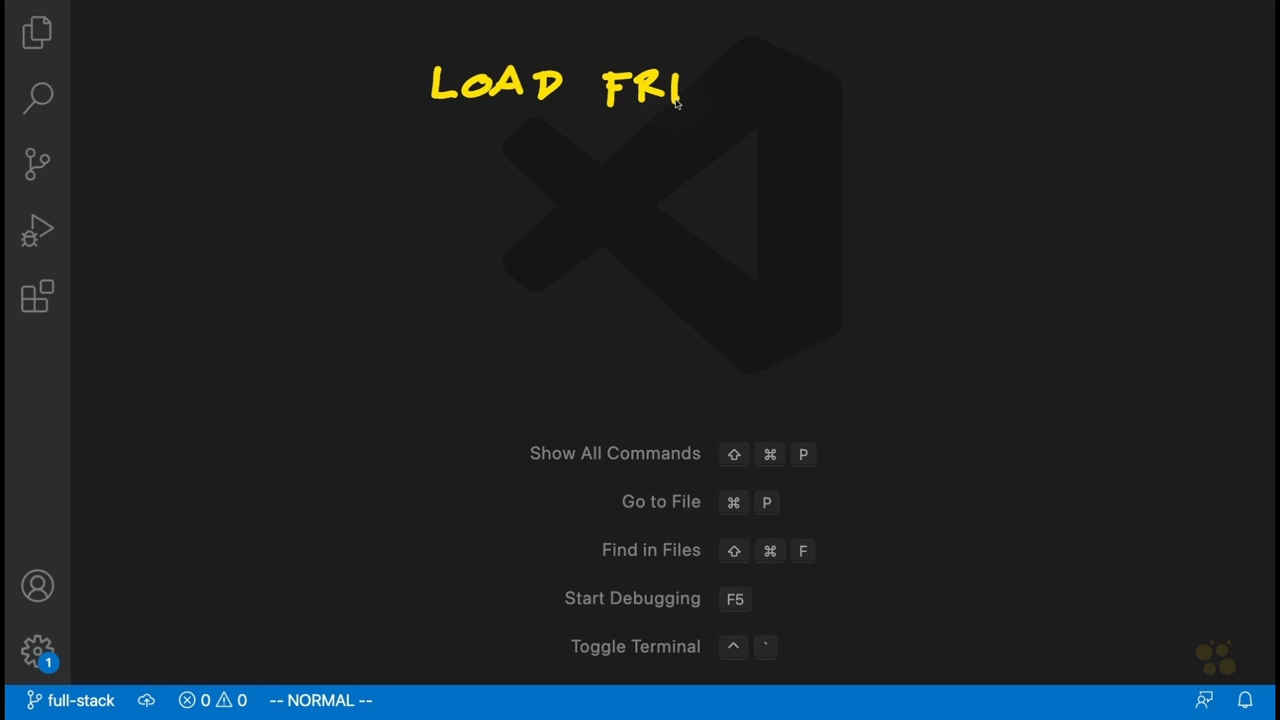 LOAD FRI
Show All Commands ⇧ ⌘ P
Go to File ⌘ P
Find in Files ⇧ ⌘ F
Start Debugging F5
Toggle Terminal ^ `
1
full-stack 0 0 -- NORMAL --